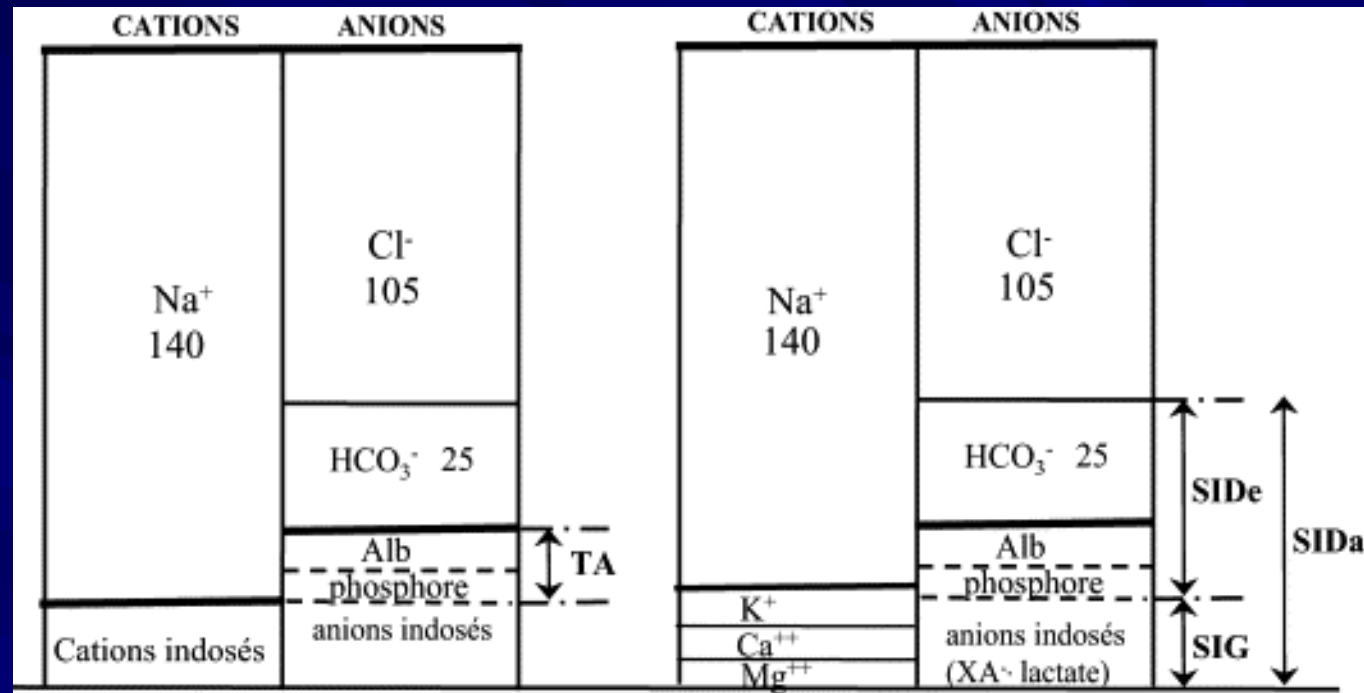 CATIONS ANIONS
Na⁺
140
Cl⁻
105
HCO₃⁻ 25
Alb
phosphore
anions indosés
Cations indosés
TA
CATIONS ANIONS
Na⁺
140
Cl⁻
105
HCO₃⁻ 25
Alb
phosphore
anions indosés
(XA⁻, lactate)
K⁺
Ca⁺⁺
Mg⁺⁺
SIDe
SIG
SIDa